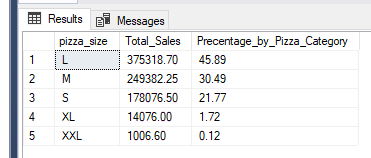 Results Messages
pizza_size Total_Sales Precentage_by_Pizza_Category
1 L 375318.70 45.89
2 M 249382.25 30.49
3 S 178076.50 21.77
4 XL 14076.00 1.72
5 XXL 1006.60 0.12